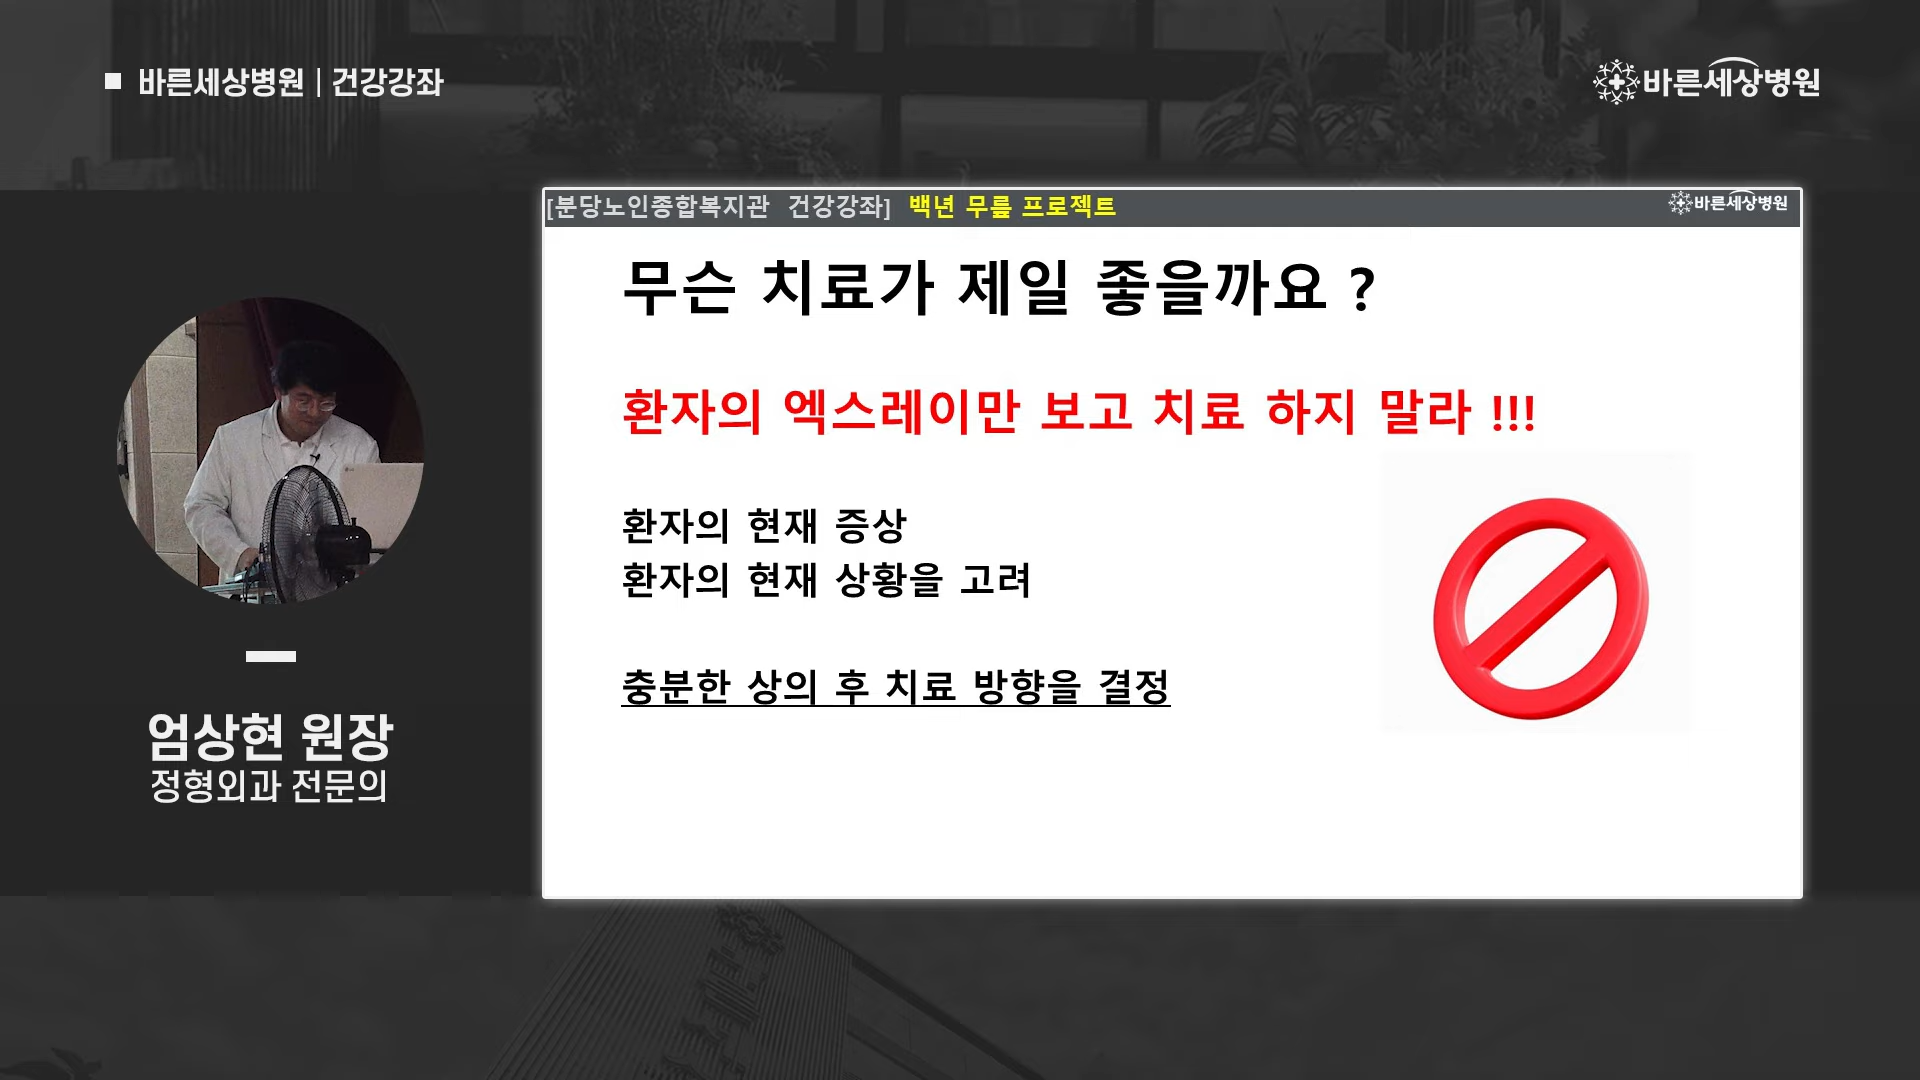 바른세상병원 | 건강강좌
바른세상병원
[분당노인종합복지관 건강강좌] 백년 무릎 프로젝트
바른세상병원
무슨 치료가 제일 좋을까요 ?
환자의 엑스레이만 보고 치료 하지 말라 !!!
환자의 현재 증상
환자의 현재 상황을 고려
충분한 상의 후 치료 방향을 결정
엄상현 원장
정형외과 전문의